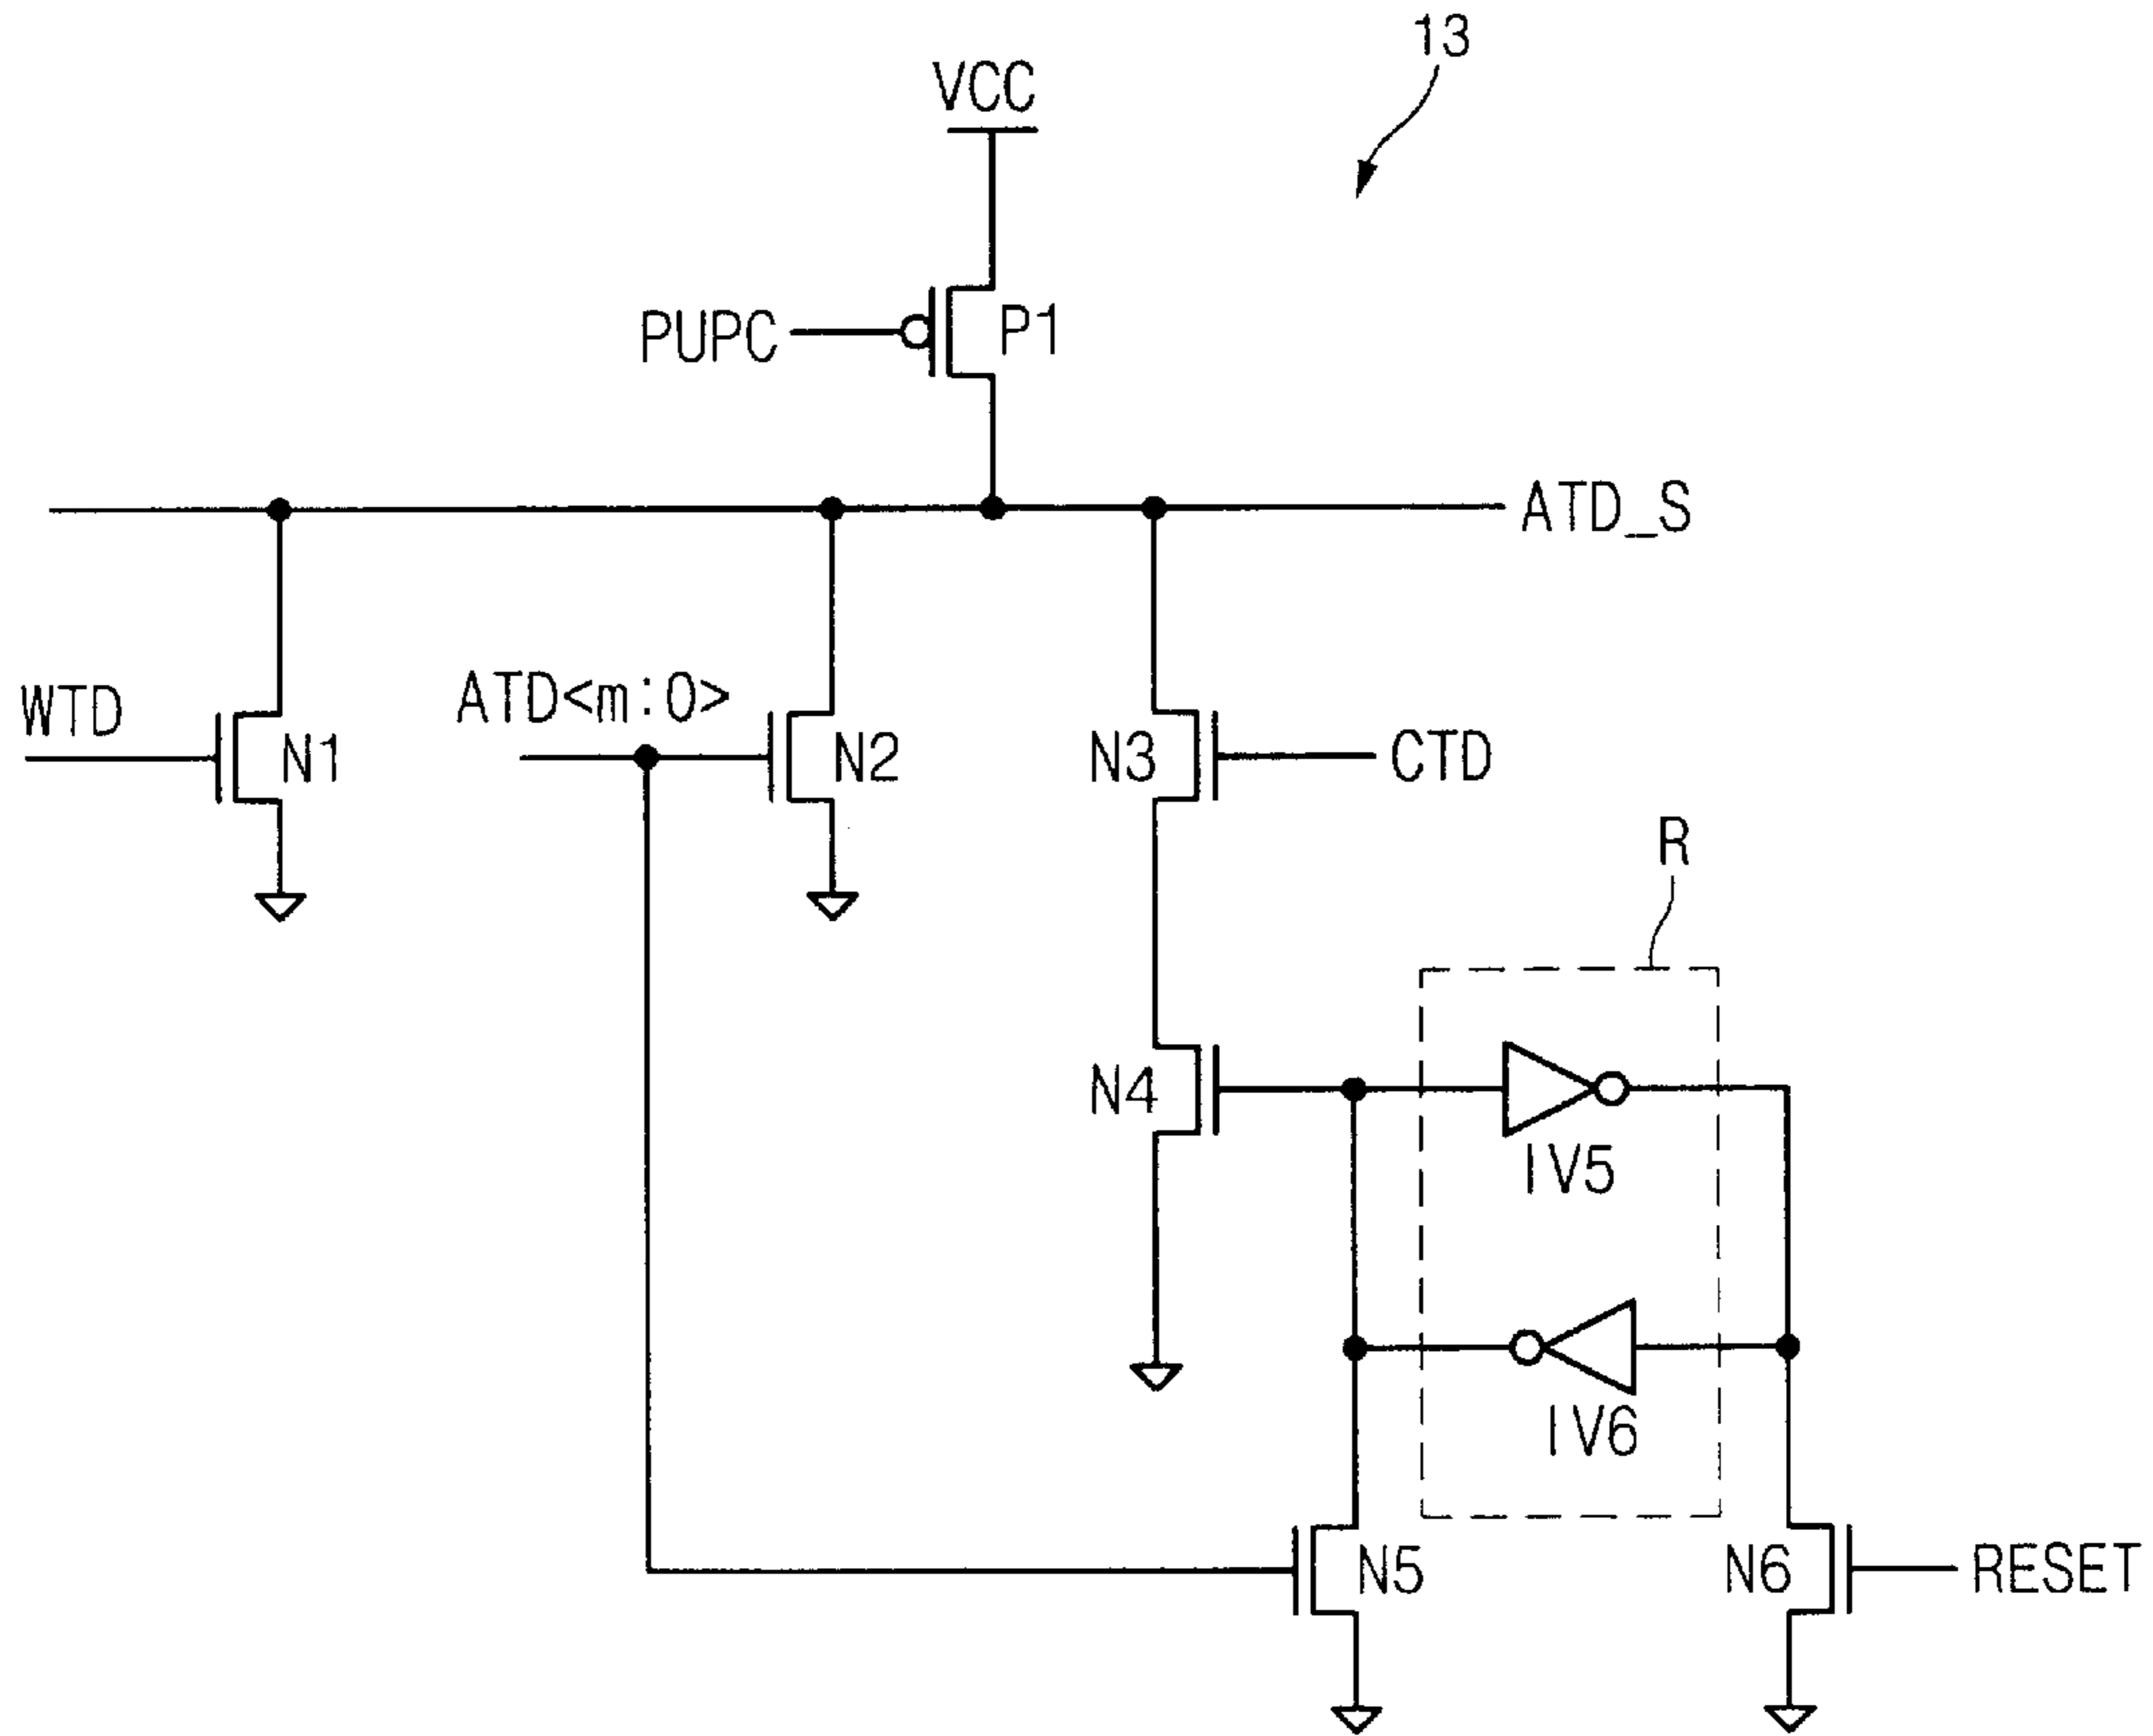 13
VCC
PUPC
P1
ATD_S
WTD
ATD<m:0>
N1
N2
N3
CTD
R
N4
IV5
IV6
N5
N6
RESET